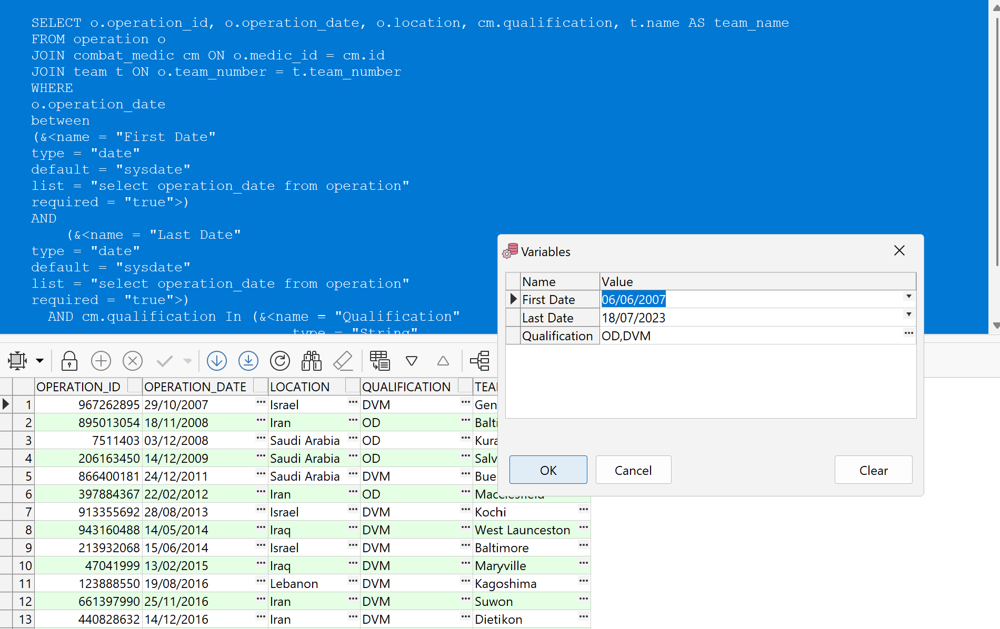 SELECT o.operation_id, o.operation_date, o.location, cm.qualification, t.name AS team_name
FROM operation o
JOIN combat_medic cm ON o.medic_id = cm.id
JOIN team t ON o.team_number = t.team_number
WHERE
o.operation_date
between
(&<name = "First Date"
type = "date"
default = "sysdate"
list = "select operation_date from operation"
required = "true">)
AND
(&<name = "Last Date"
type = "date"
default = "sysdate"
list = "select operation_date from operation"
required = "true">)
AND cm.qualification In (&<name = "Qualification"
type = "String"
Variables
Name Value
First Date 06/06/2007
Last Date 18/07/2023
Qualification OD,DVM
OK Cancel Clear
OPERATION_ID OPERATION_DATE LOCATION QUALIFICATION
1 967262895 29/10/2007 Israel DVM
2 895013054 18/11/2008 Iran OD
3 7511403 03/12/2008 Saudi Arabia OD
4 206163450 14/12/2009 Saudi Arabia OD
5 866400181 24/12/2011 Saudi Arabia DVM
6 397884367 22/02/2012 Iran OD
7 913355692 28/08/2013 Israel DVM Kochi
8 943160488 14/05/2014 Iraq DVM West Launceston
9 213932068 15/06/2014 Israel DVM Baltimore
10 47041999 13/02/2015 Iraq DVM Maryville
11 123888550 19/08/2016 Lebanon DVM Kagoshima
12 661397990 25/11/2016 Iran DVM Suwon
13 440828632 14/12/2016 Iran DVM Dietikon